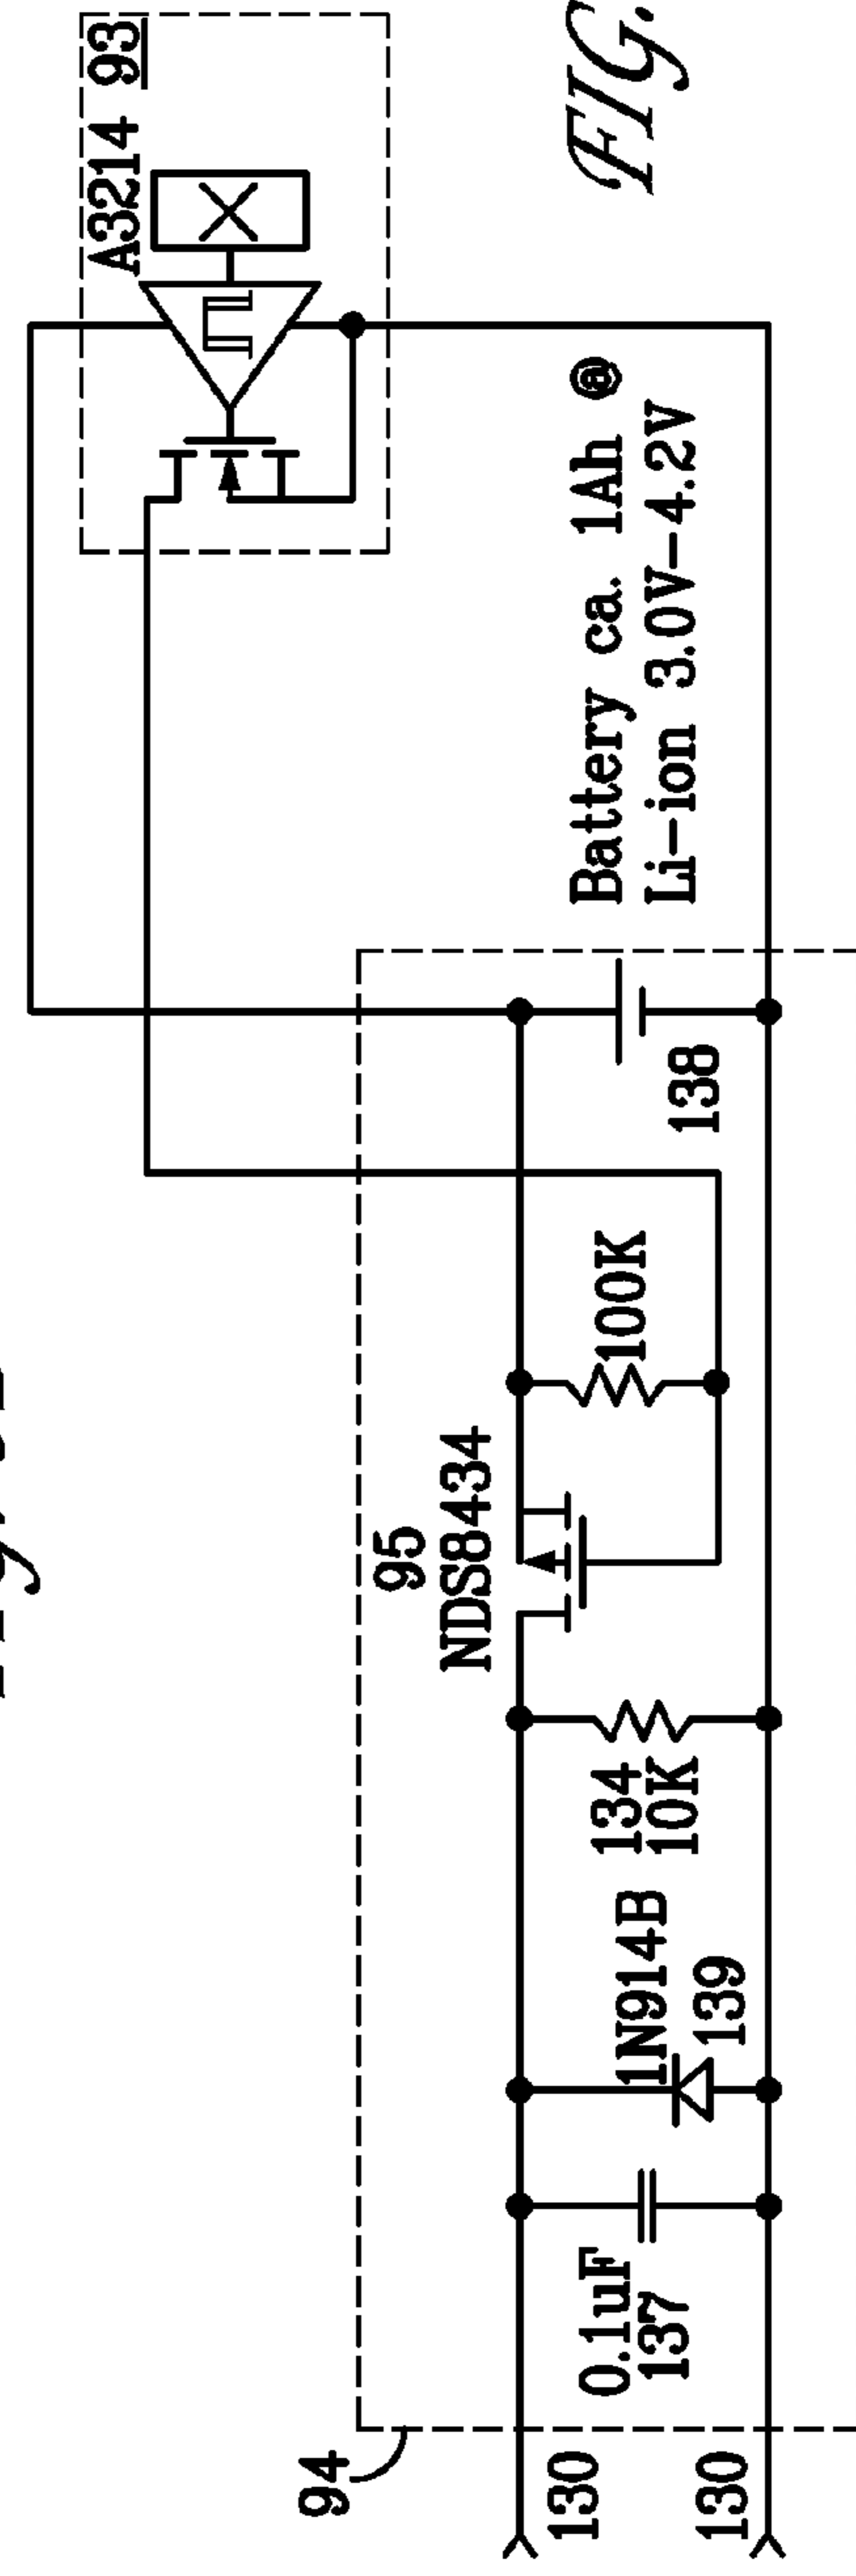 94
130
130
0.1uF
137
1N914B
139
134
10K
95
NDS8434
100K
138
Battery ca. 1Ah @
Li-ion 3.0V-4.2V
A3214 93
FIG.